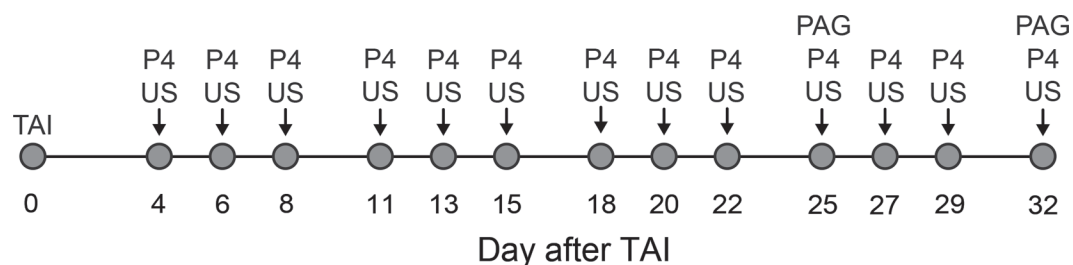 PAG PAG
P4 P4 P4 P4 P4 P4 P4 P4 P4 P4 P4 P4 P4
US US US US US US US US US US US US US
TAI
0 4 6 8 11 13 15 18 20 22 25 27 29 32
Day after TAI